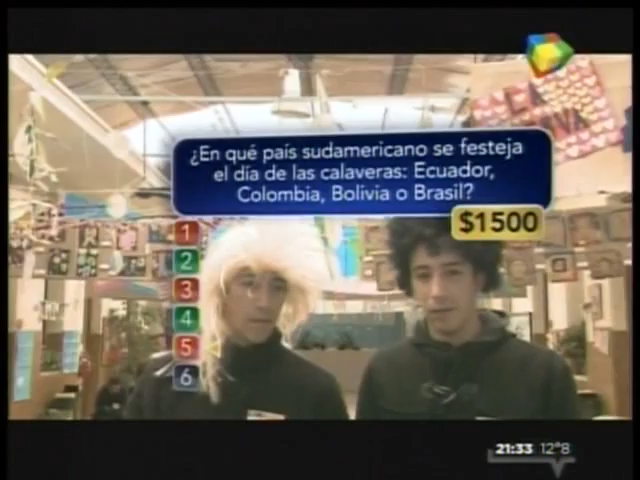 ¿En qué país sudamericano se festeja
el día de las calaveras: Ecuador,
Colombia, Bolivia o Brasil?
$1500
1
2
3
4
5
6
21:33 12°8